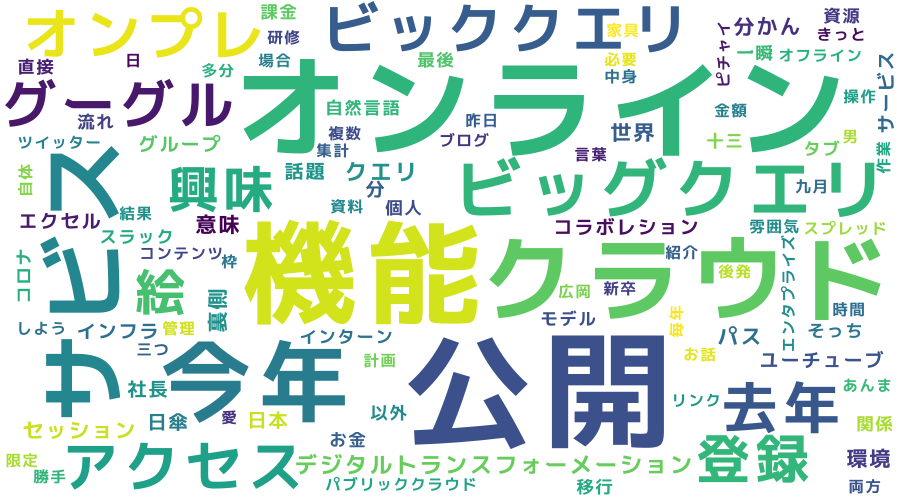 オンプレ
課金
研修
ビッククエリ
家具
必要
中身
ピチャイ
分かん
資源
きっと
一瞬
オフライン
直接
日
場合
多分
最後
グーグル
オンライン
金額
操作
サービス
流れ
自然言語
昨日
世界
ツイッター
グループ
複数
集計
ブログ
言葉
十三
タブ
男
作業
自体
ビス
興味
話題
クエリ
分
ビッグクエリ
九月
エクセル
結果
意味
資料
個人
コラボレション
雰囲気
スプレッド
スラック
機能
クラウド
コロナ
コンテンツ
枠
紹介
後発
エンタプライズ
絵
裏側
広岡
新卒
毎年
時間
しよう
インフラ
管理
インターン
モデル
パス
そっち
三つ
サ
今年
計画
公開
お話
ユーチューブ
社長
愛
リンク
去年
あんま
日傘
日本
以外
セッション
お金
関係
限定
勝手
アクセス
デジタルトランスフォーメーション
登録
環境
パブリッククラウド
移行
両方